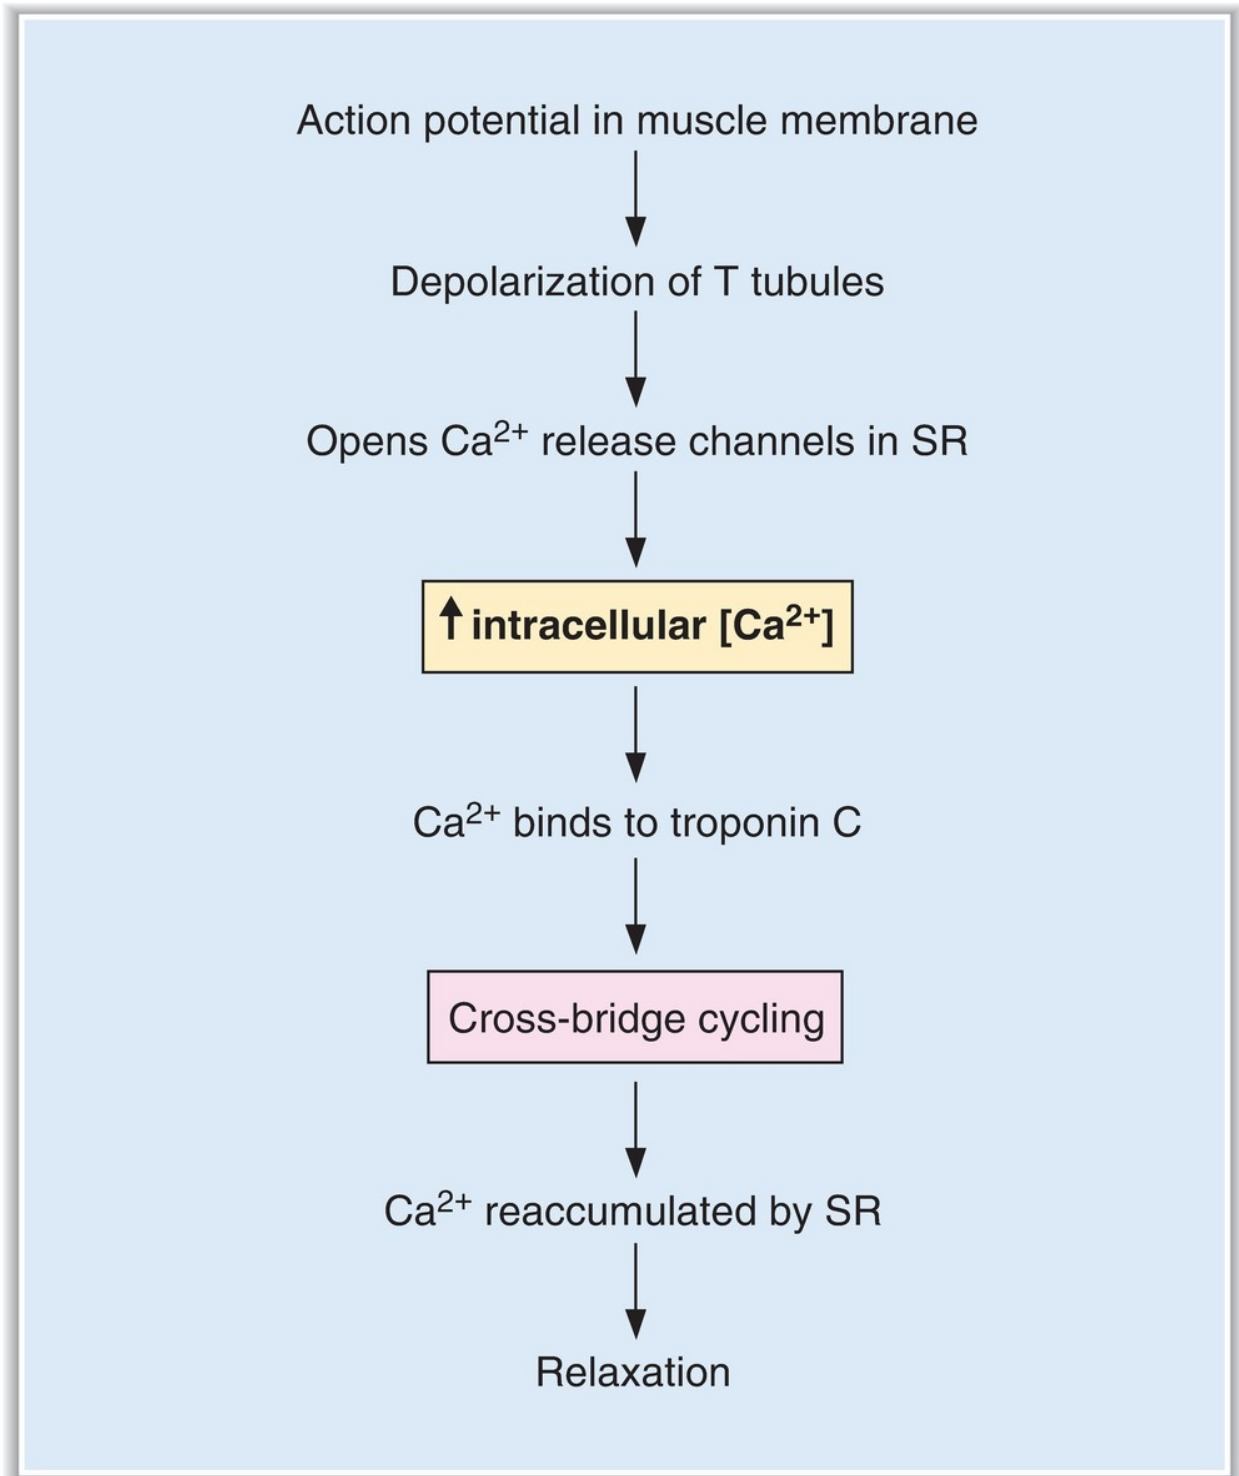 Action potential in muscle membrane
Depolarization of T tubules
Opens Ca²⁺ release channels in SR
↑ intracellular [Ca²⁺]
Ca²⁺ binds to troponin C
Cross-bridge cycling
Ca²⁺ reaccumulated by SR
Relaxation